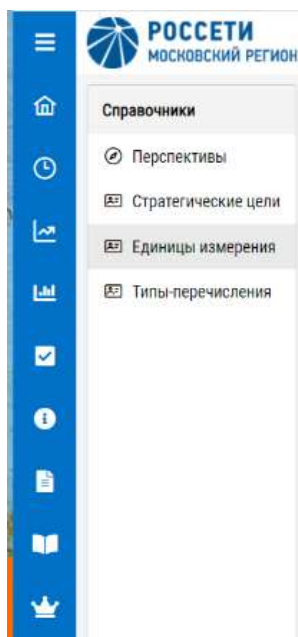 РОССЕТИ
МОСКОВСКИЙ РЕГИОН
Справочники
Перспективы
Стратегические цели
Единицы измерения
Типы-перечисления